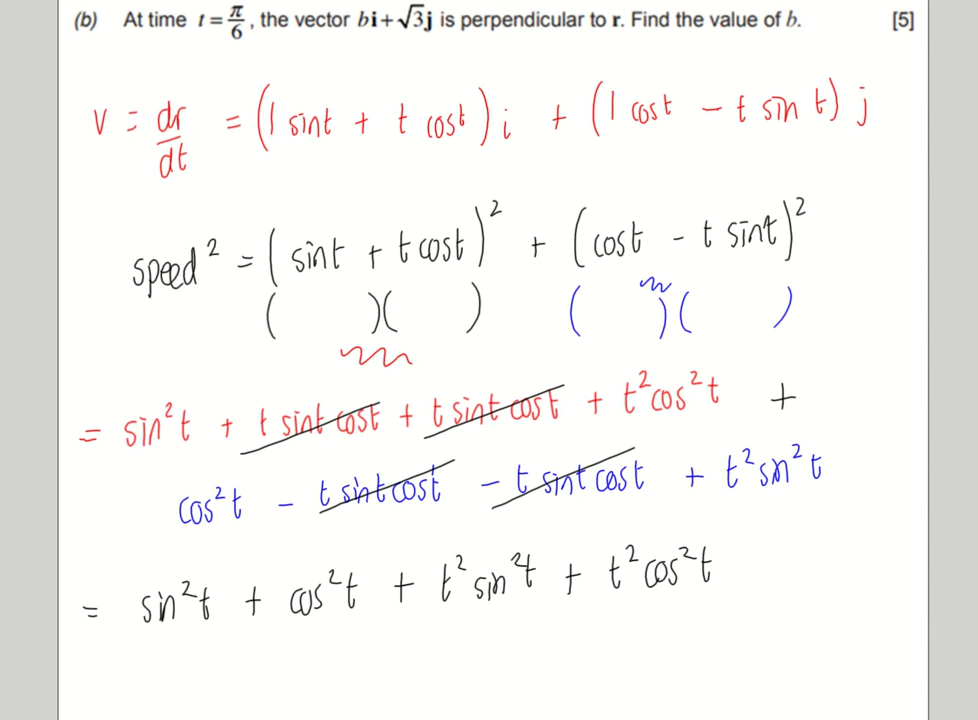 (b) At time t = π/6, the vector bi + √3j is perpendicular to r. Find the value of b. [5]
v = dr/dt = (1 sint + t cost) i + (1 cost − t sin t) j
speed² = (sint + t cost)² + (cost − t sint)²
( )( ) ( )( )
= sin²t + t sint cost + t sint cost + t²cos²t +
cos²t − t sint cost − t sint cost + t²sn²t
= sin²t + cos²t + t²sin²t + t²cos²t